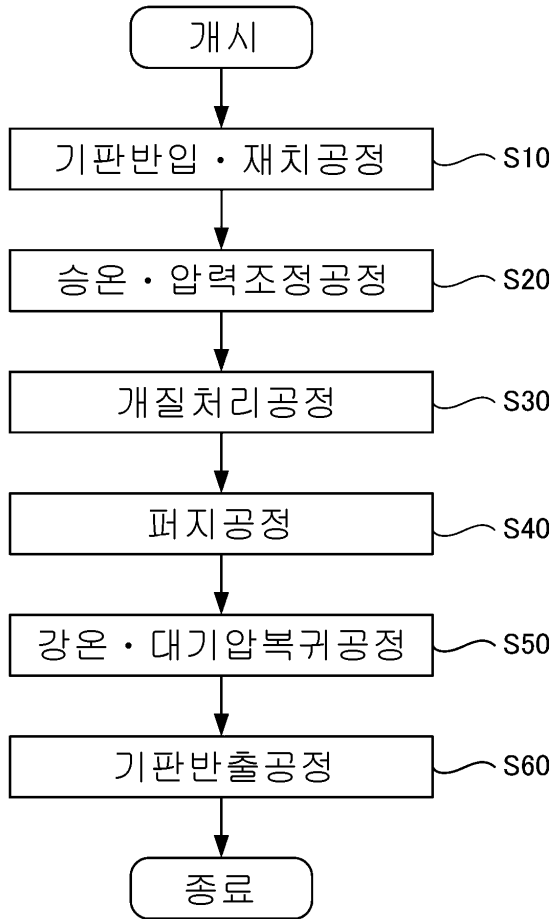 개시
기판반입・재치공정 S10
승온・압력조정공정 S20
개질처리공정 S30
퍼지공정 S40
강온・대기압복귀공정 S50
기판반출공정 S60
종료